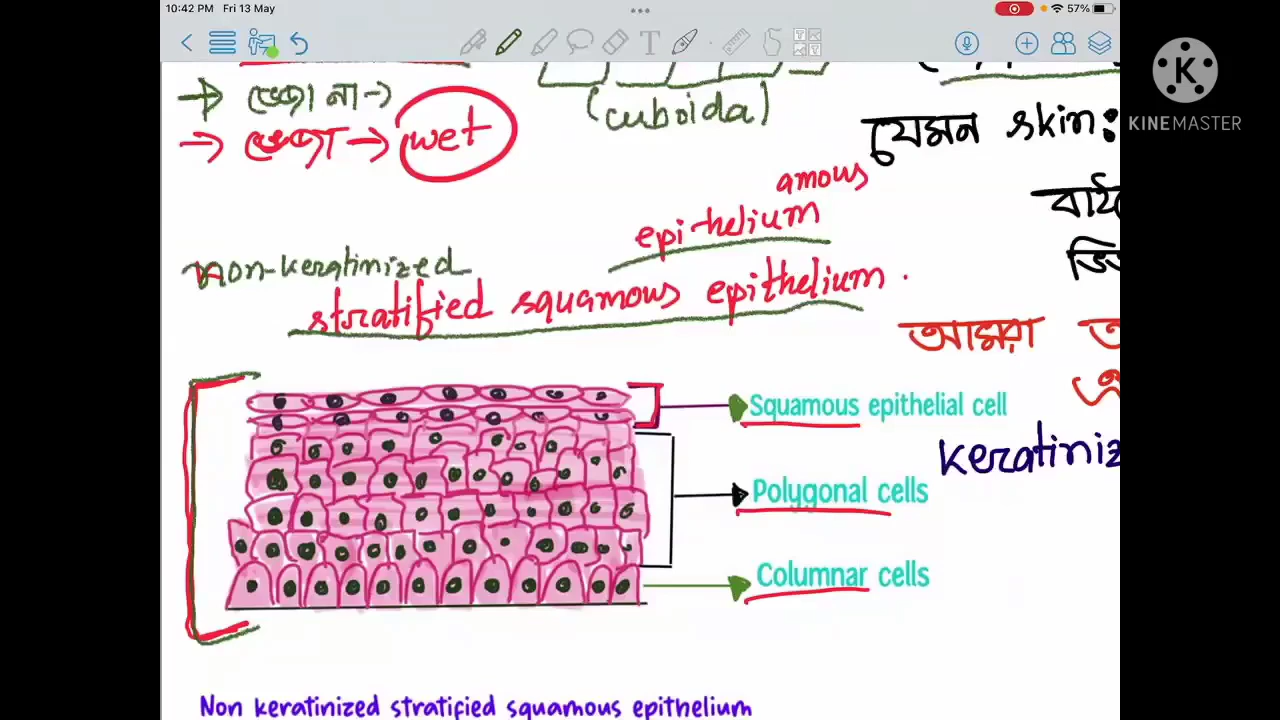 10:42 PM Fri 13 May
57%
K
KINEMASTER
→ ভেজা না →
→ ভেজা → wet
(cuboidal)
যেমন skin:
amous
epithelium
non-keratinized
stratified squamous epithelium.
আমরা
keratiniz
Squamous epithelial cell
Polygonal cells
Columnar cells
Non keratinized stratified squamous epithelium